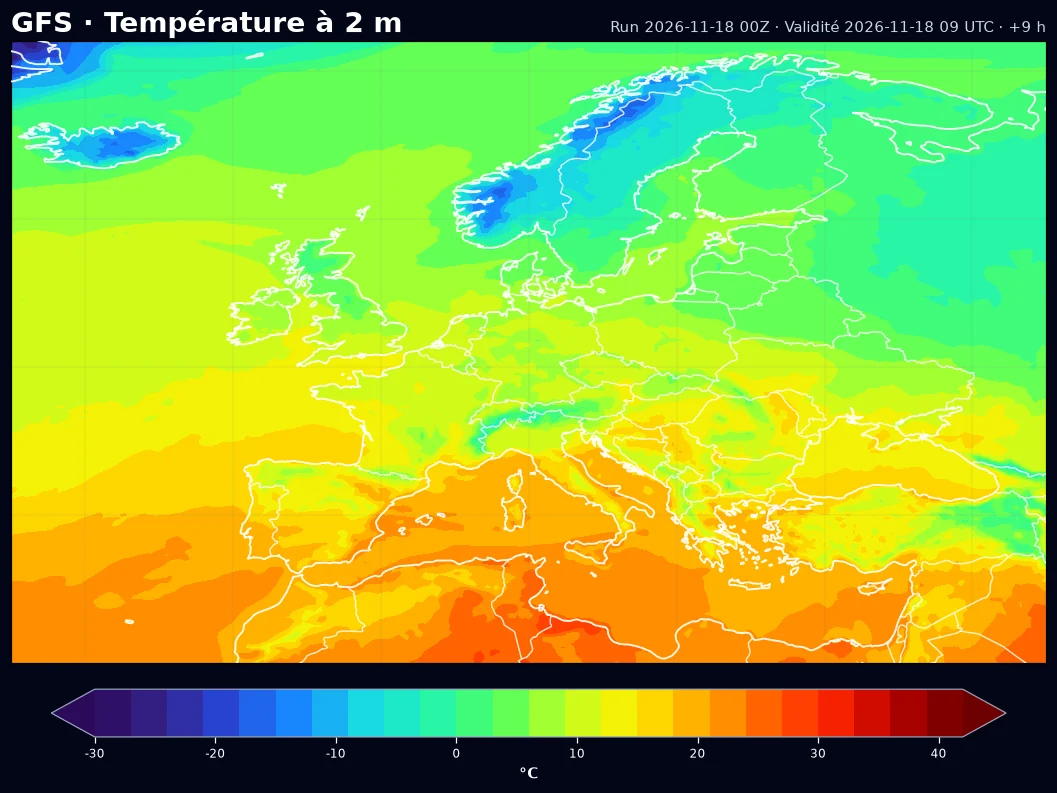 GFS · Température à 2 m
Run 2026-11-18 00Z · Validité 2026-11-18 09 UTC · +9 h
-30 -20 -10 0 10 20 30 40
°C